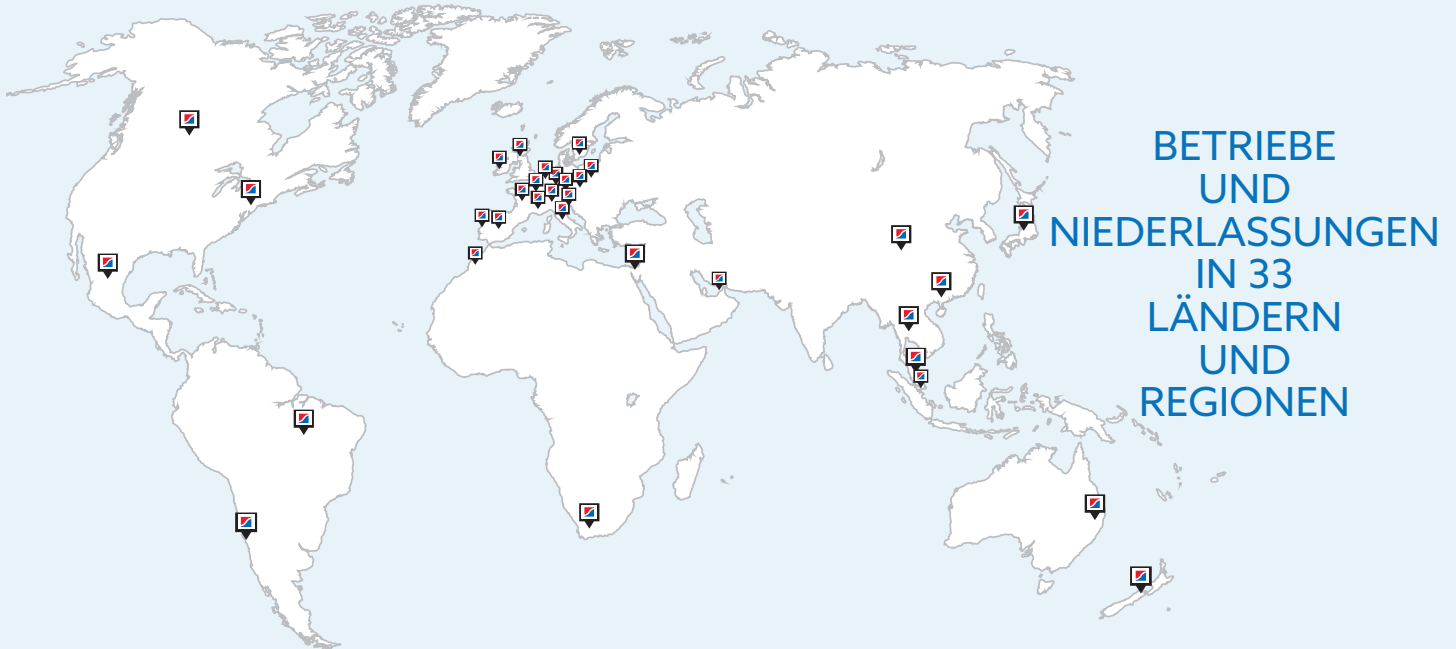 BETRIEBE
UND
NIEDERLASSUNGEN
IN 33
LÄNDERN
UND
REGIONEN